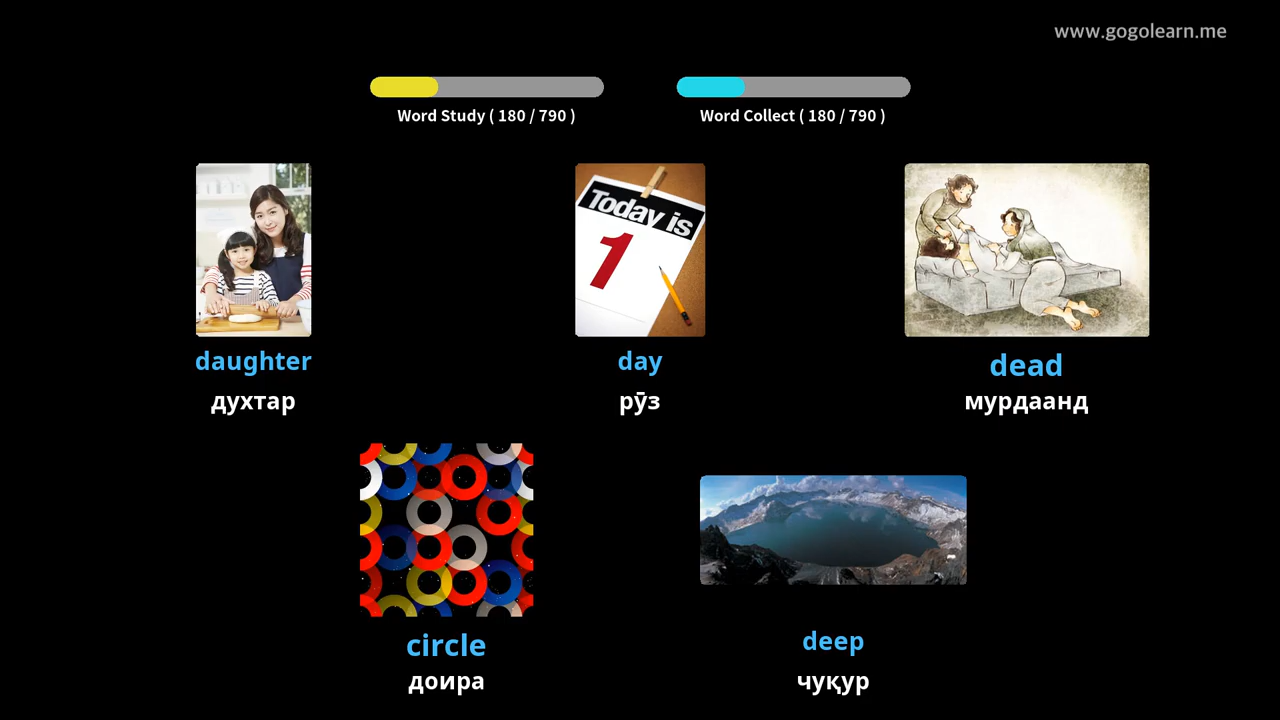 www.gogolearn.me
Word Study ( 180 / 790 )
Word Collect ( 180 / 790 )
Today is
1
daughter
day
dead
духтар
рӯз
мурдаанд
circle
deep
доира
чуқур